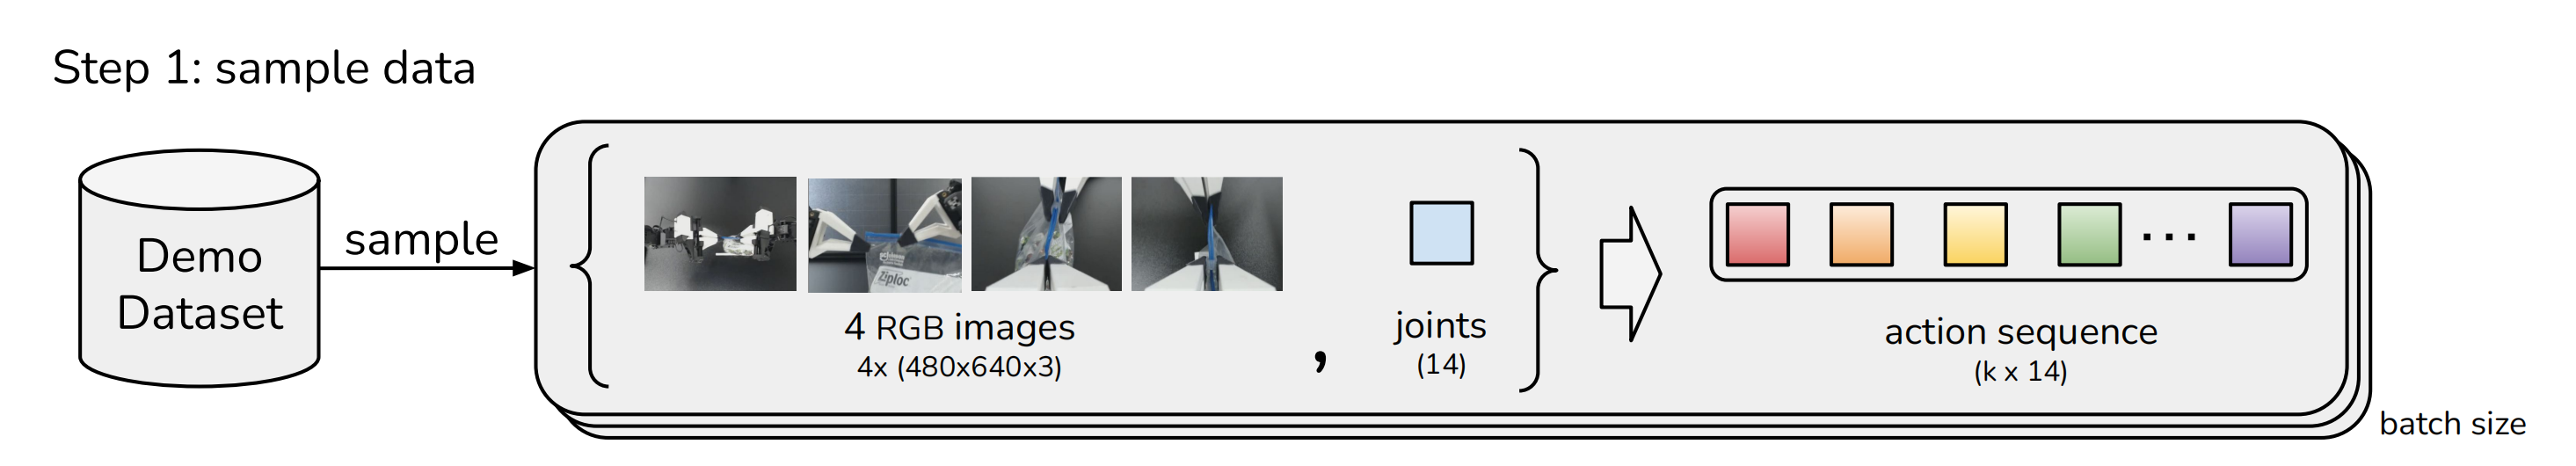 Step 1: sample data
Demo
Dataset
sample
Ziploc
4 RGB images
4x (480x640x3)
,
joints
(14)
. . .
action sequence
(k x 14)
batch size